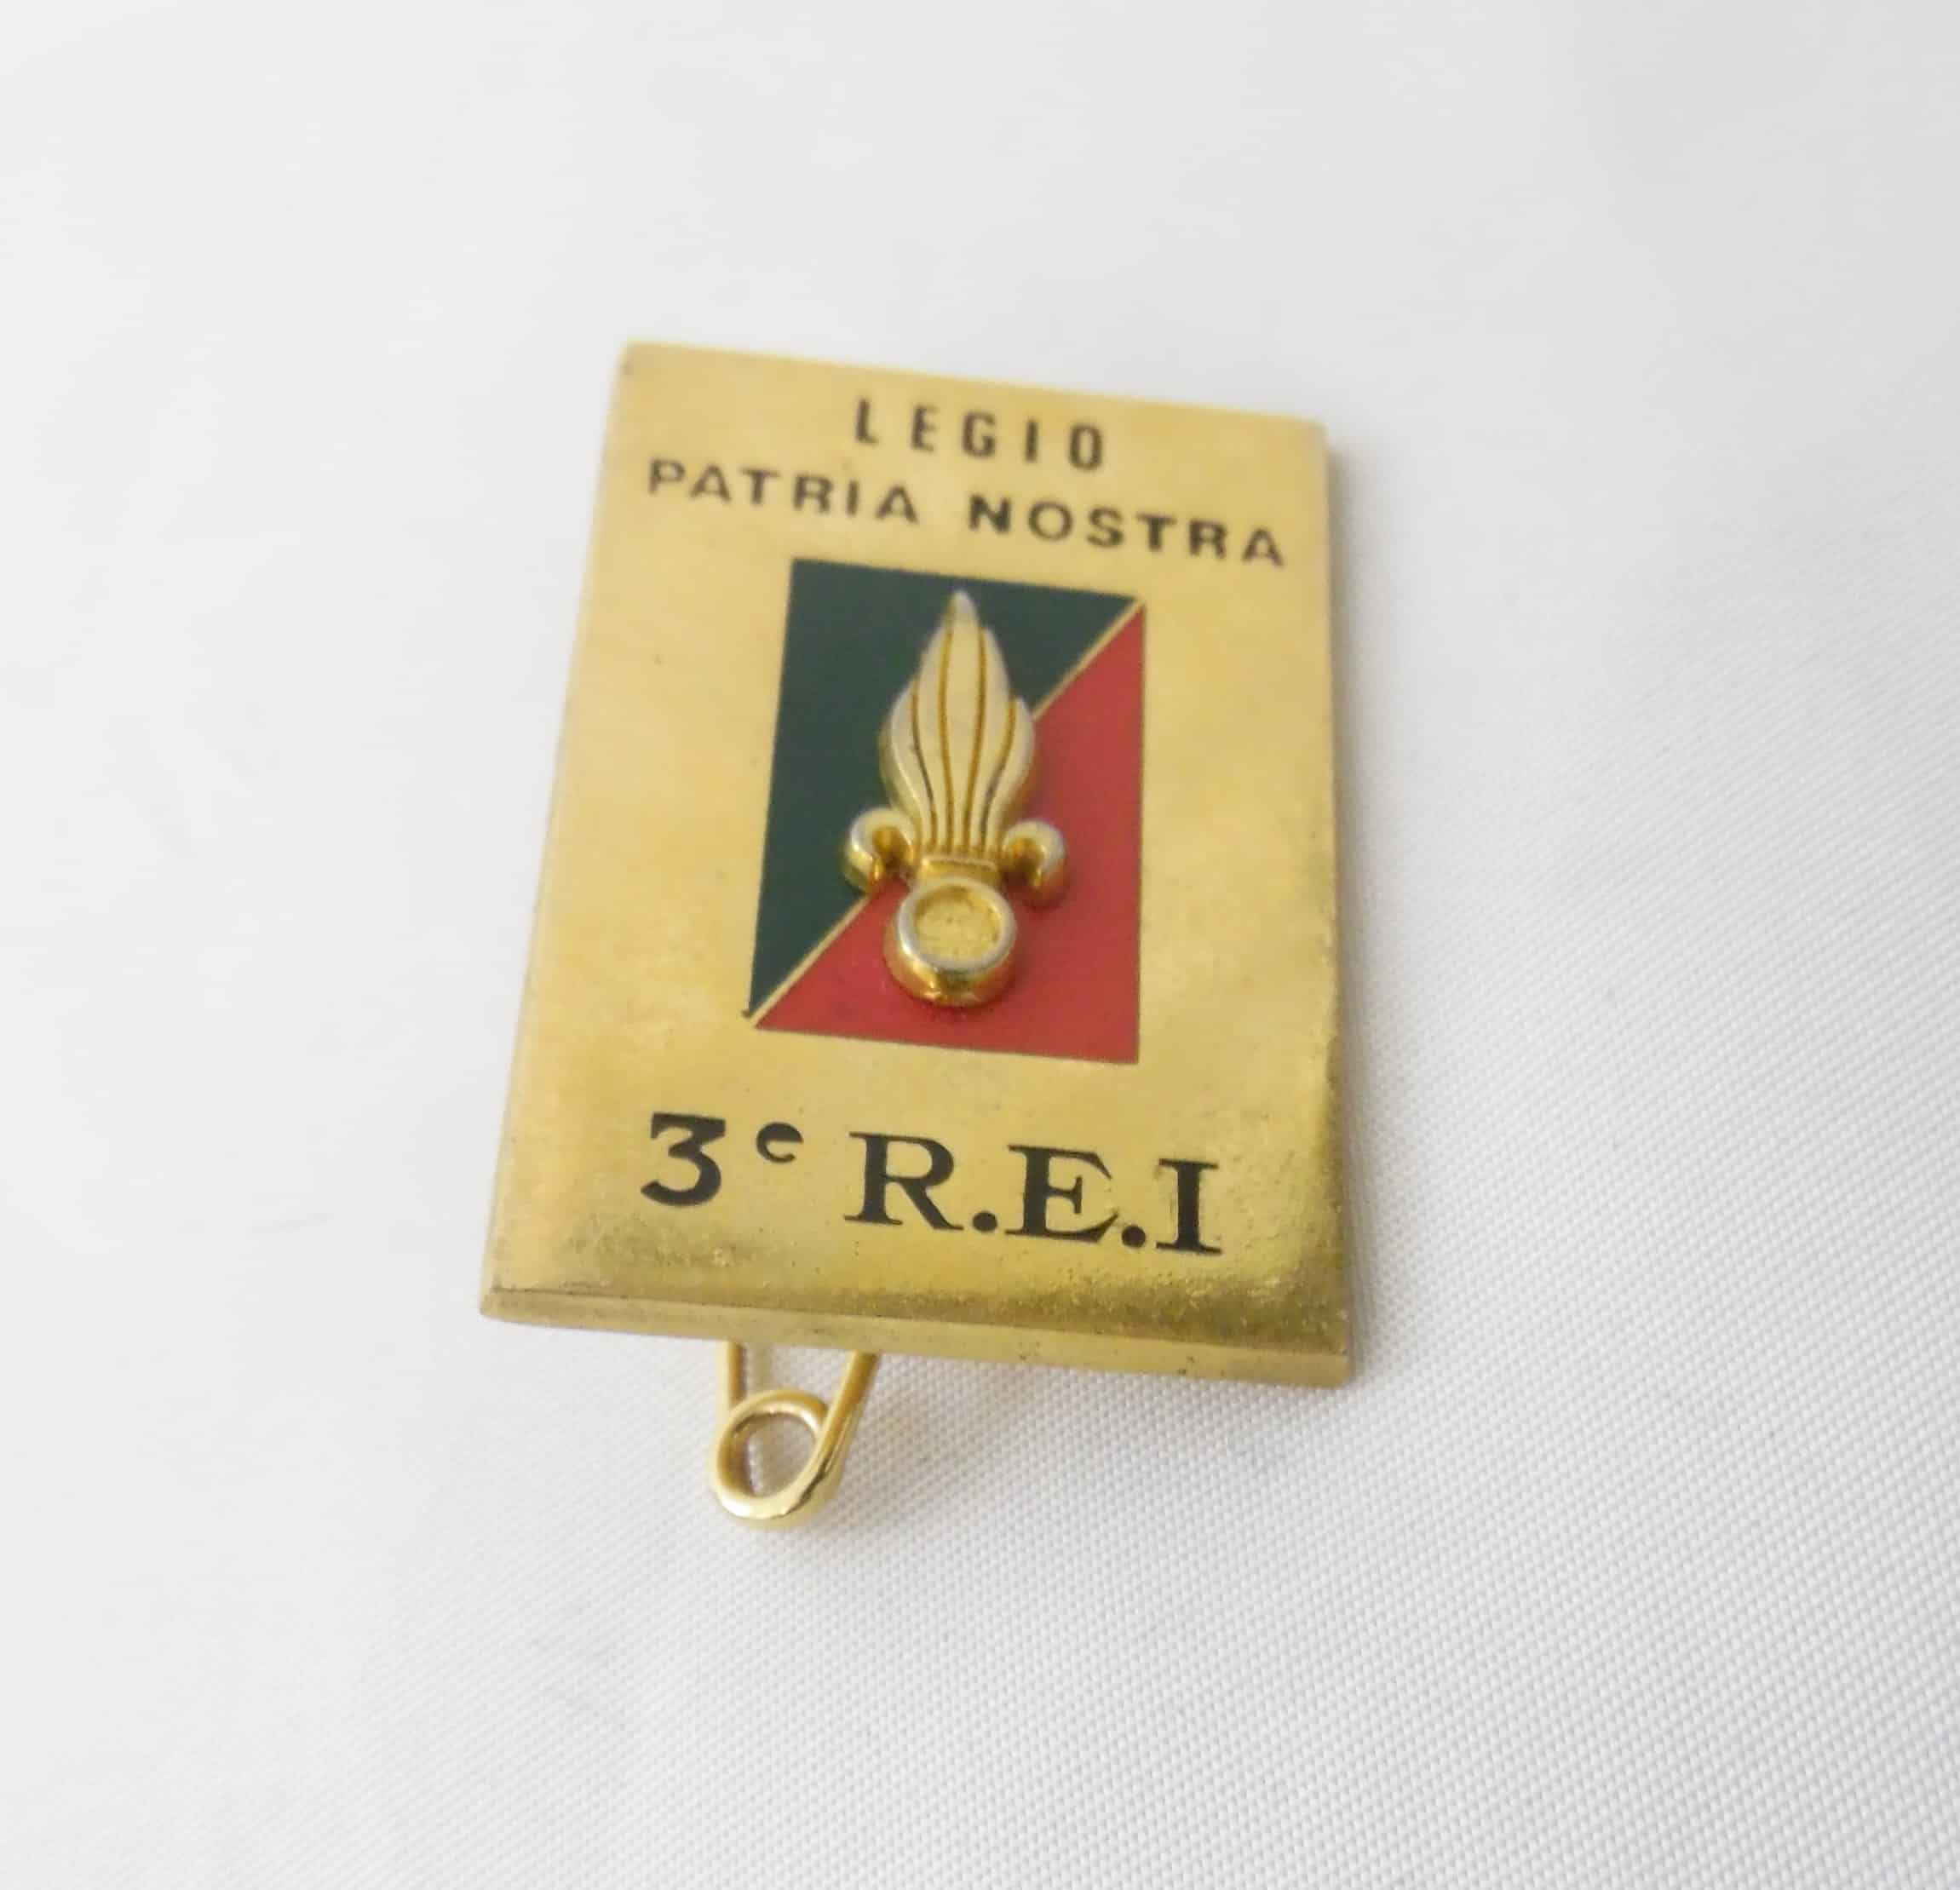 LEGIO
PATRIA NOSTRA
3e R.E.I